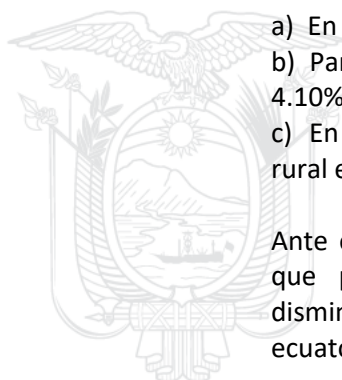 a) En
b) Par
4.10%
c) En
rural e
Ante
que p
dismin
ecuato